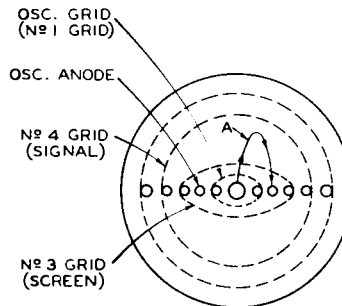 OSC. GRID
(Nº 1 GRID)
OSC. ANODE
A
Nº 4 GRID
(SIGNAL)
Nº 3 GRID
(SCREEN)